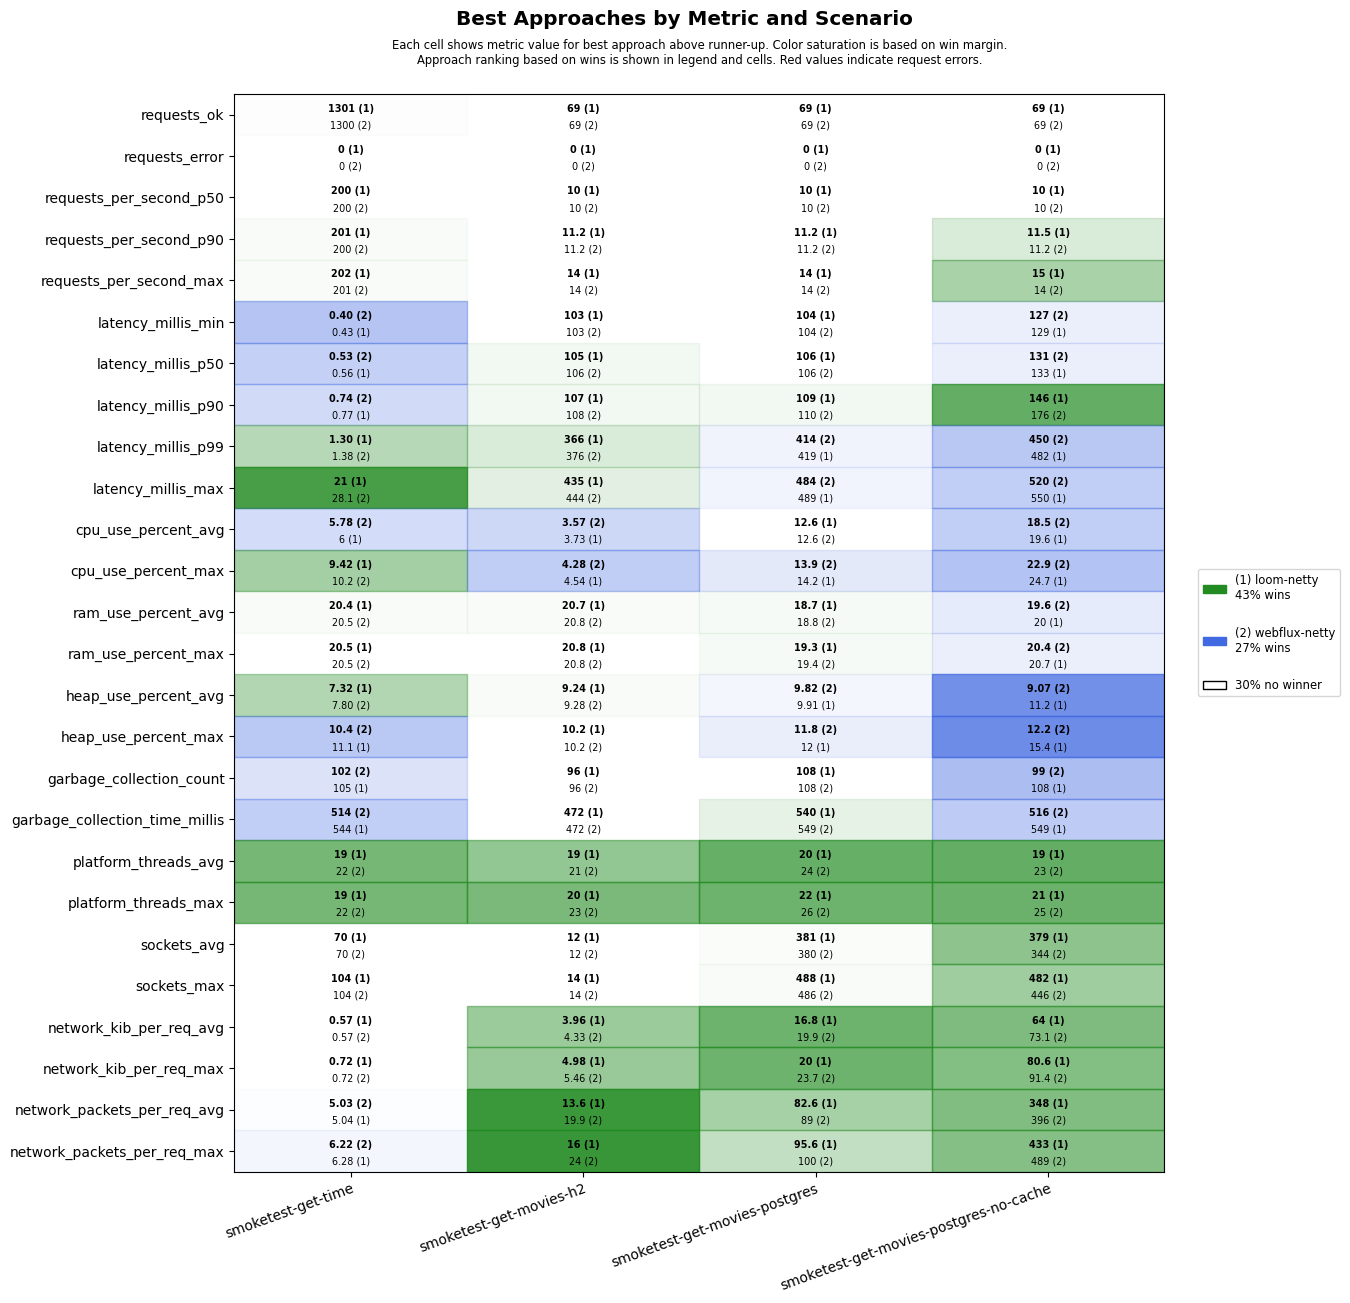 Best Approaches by Metric and Scenario
Each cell shows metric value for best approach above runner-up. Color saturation is based on win margin.
Approach ranking based on wins is shown in legend and cells. Red values indicate request errors.
requests_ok
1301 (1) 69 (1) 69 (1) 69 (1)
1300 (2) 69 (2) 69 (2) 69 (2)
requests_error
0 (1) 0 (1) 0 (1) 0 (1)
0 (2) 0 (2) 0 (2) 0 (2)
requests_per_second_p50
200 (1) 10 (1) 10 (1) 10 (1)
200 (2) 10 (2) 10 (2) 10 (2)
requests_per_second_p90
201 (1) 11.2 (1) 11.2 (1) 11.5 (1)
200 (2) 11.2 (2) 11.2 (2) 11.2 (2)
requests_per_second_max
202 (1) 14 (1) 14 (1) 15 (1)
201 (2) 14 (2) 14 (2) 14 (2)
latency_millis_min
0.40 (2) 103 (1) 104 (1) 127 (2)
0.43 (1) 103 (2) 104 (2) 129 (1)
latency_millis_p50
0.53 (2) 105 (1) 106 (1) 131 (2)
0.56 (1) 106 (2) 106 (2) 133 (1)
latency_millis_p90
0.74 (2) 107 (1) 109 (1) 146 (1)
0.77 (1) 108 (2) 110 (2) 176 (2)
latency_millis_p99
1.30 (1) 366 (1) 414 (2) 450 (2)
1.38 (2) 376 (2) 419 (1) 482 (1)
latency_millis_max
21 (1) 435 (1) 484 (2) 520 (2)
28.1 (2) 444 (2) 489 (1) 550 (1)
cpu_use_percent_avg
5.78 (2) 3.57 (2) 12.6 (1) 18.5 (2)
6 (1) 3.73 (1) 12.6 (2) 19.6 (1)
cpu_use_percent_max
9.42 (1) 4.28 (2) 13.9 (2) 22.9 (2)
10.2 (2) 4.54 (1) 14.2 (1) 24.7 (1)
ram_use_percent_avg
20.4 (1) 20.7 (1) 18.7 (1) 19.6 (2)
20.5 (2) 20.8 (2) 18.8 (2) 20 (1)
ram_use_percent_max
20.5 (1) 20.8 (1) 19.3 (1) 20.4 (2)
20.5 (2) 20.8 (2) 19.4 (2) 20.7 (1)
heap_use_percent_avg
7.32 (1) 9.24 (1) 9.82 (2) 9.07 (2)
7.80 (2) 9.28 (2) 9.91 (1) 11.2 (1)
heap_use_percent_max
10.4 (2) 10.2 (1) 11.8 (2) 12.2 (2)
11.1 (1) 10.2 (2) 12 (1) 15.4 (1)
garbage_collection_count
102 (2) 96 (1) 108 (1) 99 (2)
105 (1) 96 (2) 108 (2) 108 (1)
garbage_collection_time_millis
514 (2) 472 (1) 540 (1) 516 (2)
544 (1) 472 (2) 549 (2) 549 (1)
platform_threads_avg
19 (1) 19 (1) 20 (1) 19 (1)
22 (2) 21 (2) 24 (2) 23 (2)
platform_threads_max
19 (1) 20 (1) 22 (1) 21 (1)
22 (2) 23 (2) 26 (2) 25 (2)
sockets_avg
70 (1) 12 (1) 381 (1) 379 (1)
70 (2) 12 (2) 380 (2) 344 (2)
sockets_max
104 (1) 14 (1) 488 (1) 482 (1)
104 (2) 14 (2) 486 (2) 446 (2)
network_kib_per_req_avg
0.57 (1) 3.96 (1) 16.8 (1) 64 (1)
0.57 (2) 4.33 (2) 19.9 (2) 73.1 (2)
network_kib_per_req_max
0.72 (1) 4.98 (1) 20 (1) 80.6 (1)
0.72 (2) 5.46 (2) 23.7 (2) 91.4 (2)
network_packets_per_req_avg
5.03 (2) 13.6 (1) 82.6 (1) 348 (1)
5.04 (1) 19.9 (2) 89 (2) 396 (2)
network_packets_per_req_max
6.22 (2) 16 (1) 95.6 (1) 433 (1)
6.28 (1) 24 (2) 100 (2) 489 (2)
smoketest-get-time
smoketest-get-movies-h2
smoketest-get-movies-postgres
smoketest-get-movies-postgres-no-cache
(1) loom-netty
43% wins
(2) webflux-netty
27% wins
30% no winner